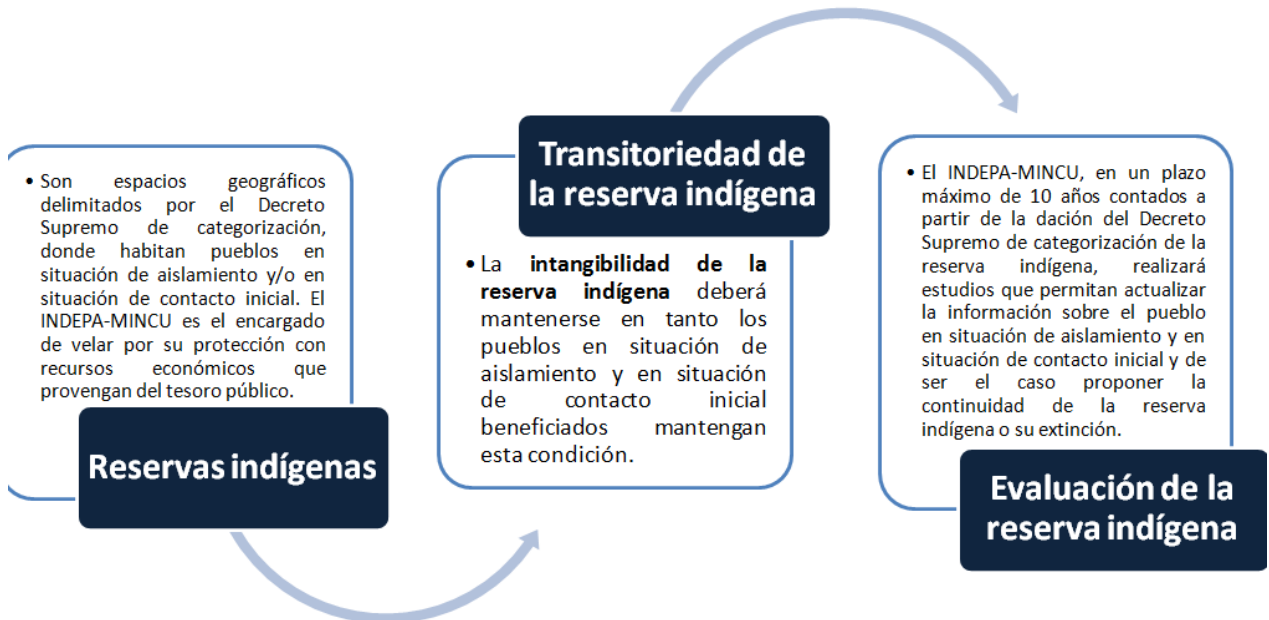 • Son espacios geográficos
delimitados por el Decreto
Supremo de categorización,
donde habitan pueblos en
situación de aislamiento y/o en
situación de contacto inicial. El
INDEPA-MINCU es el encargado
de velar por su protección con
recursos económicos que
provengan del tesoro público.
Reservas indígenas
Transitoriedad de
la reserva indígena
• La intangibilidad de la
reserva indígena deberá
mantenerse en tanto los
pueblos en situación de
aislamiento y en situación
de contacto inicial
beneficiados mantengan
esta condición.
• El INDEPA-MINCU, en un plazo
máximo de 10 años contados a
partir de la dación del Decreto
Supremo de categorización de la
reserva indígena, realizará
estudios que permitan actualizar
la información sobre el pueblo
en situación de aislamiento y en
situación de contacto inicial y de
ser el caso proponer la
continuidad de la reserva
indígena o su extinción.
Evaluación de la
reserva indígena